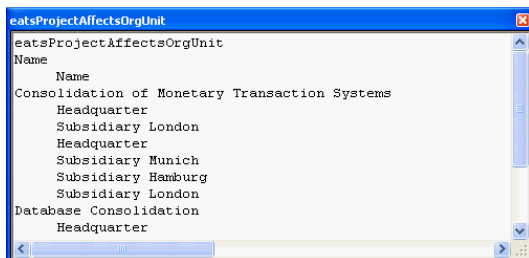 eatsProjectAffectsOrgUnit
eatsProjectAffectsOrgUnit
Name
Name
Consolidation of Monetary Transaction Systems
Headquarter
Subsidiary London
Headquarter
Subsidiary Munich
Subsidiary Hamburg
Subsidiary London
Database Consolidation
Headquarter